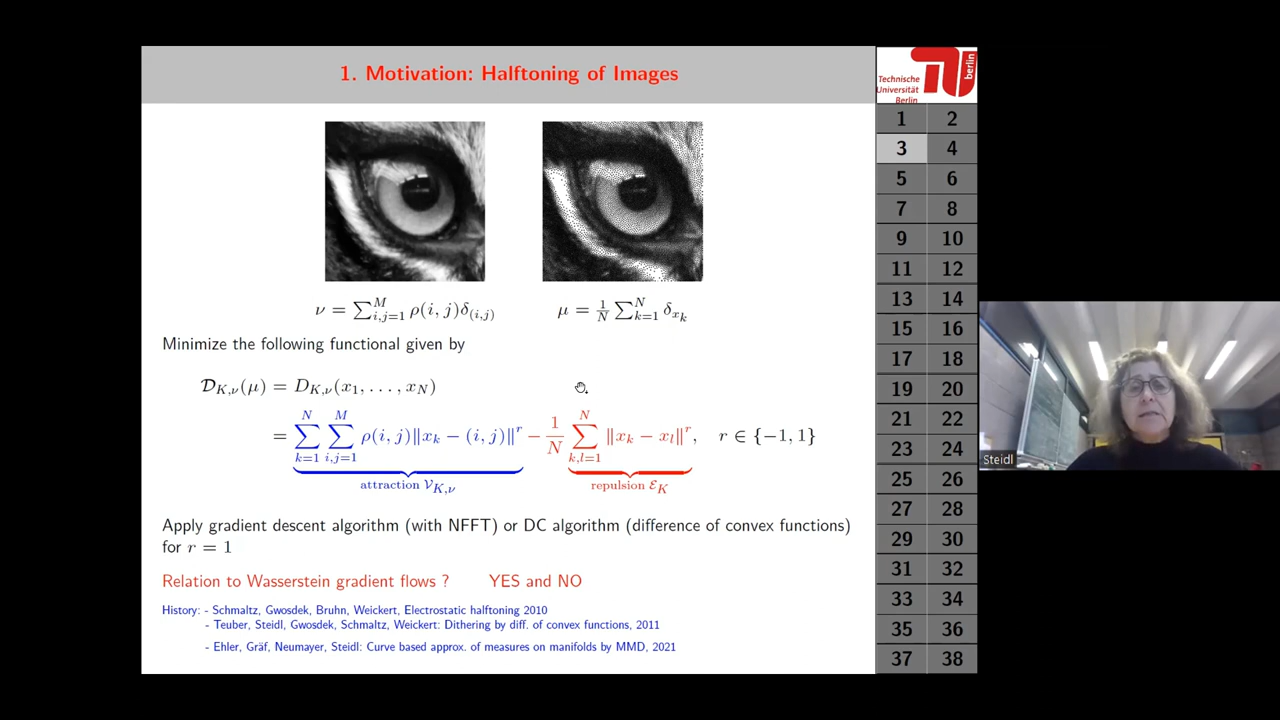 1. Motivation: Halftoning of Images
Technische
Universität
Berlin
berlin
ν = ∑_{i,j=1}^{M} ρ(i, j)δ_{(i,j)}
μ = 1/N ∑_{k=1}^{N} δ_{x_k}
Minimize the following functional given by
𝒟_{K,ν}(μ) = D_{K,ν}(x_1, . . . , x_N)
= ∑_{k=1}^{N} ∑_{i,j=1}^{M} ρ(i, j)‖x_k − (i, j)‖^r − 1/N ∑_{k,l=1}^{N} ‖x_k − x_l‖^r, r ∈ {−1, 1}
attraction 𝒱_{K,ν}
repulsion ℰ_K
Apply gradient descent algorithm (with NFFT) or DC algorithm (difference of convex functions)
for r = 1
Relation to Wasserstein gradient flows ? YES and NO
History: - Schmaltz, Gwosdek, Bruhn, Weickert, Electrostatic halftoning 2010
- Teuber, Steidl, Gwosdek, Schmaltz, Weickert: Dithering by diff. of convex functions, 2011
- Ehler, Gräf, Neumayer, Steidl: Curve based approx. of measures on manifolds by MMD, 2021
1 2
3 4
5 6
7 8
9 10
11 12
13 14
15 16
17 18
19 20
21 22
23 24
25 26
27 28
29 30
31 32
33 34
35 36
37 38
Steidl